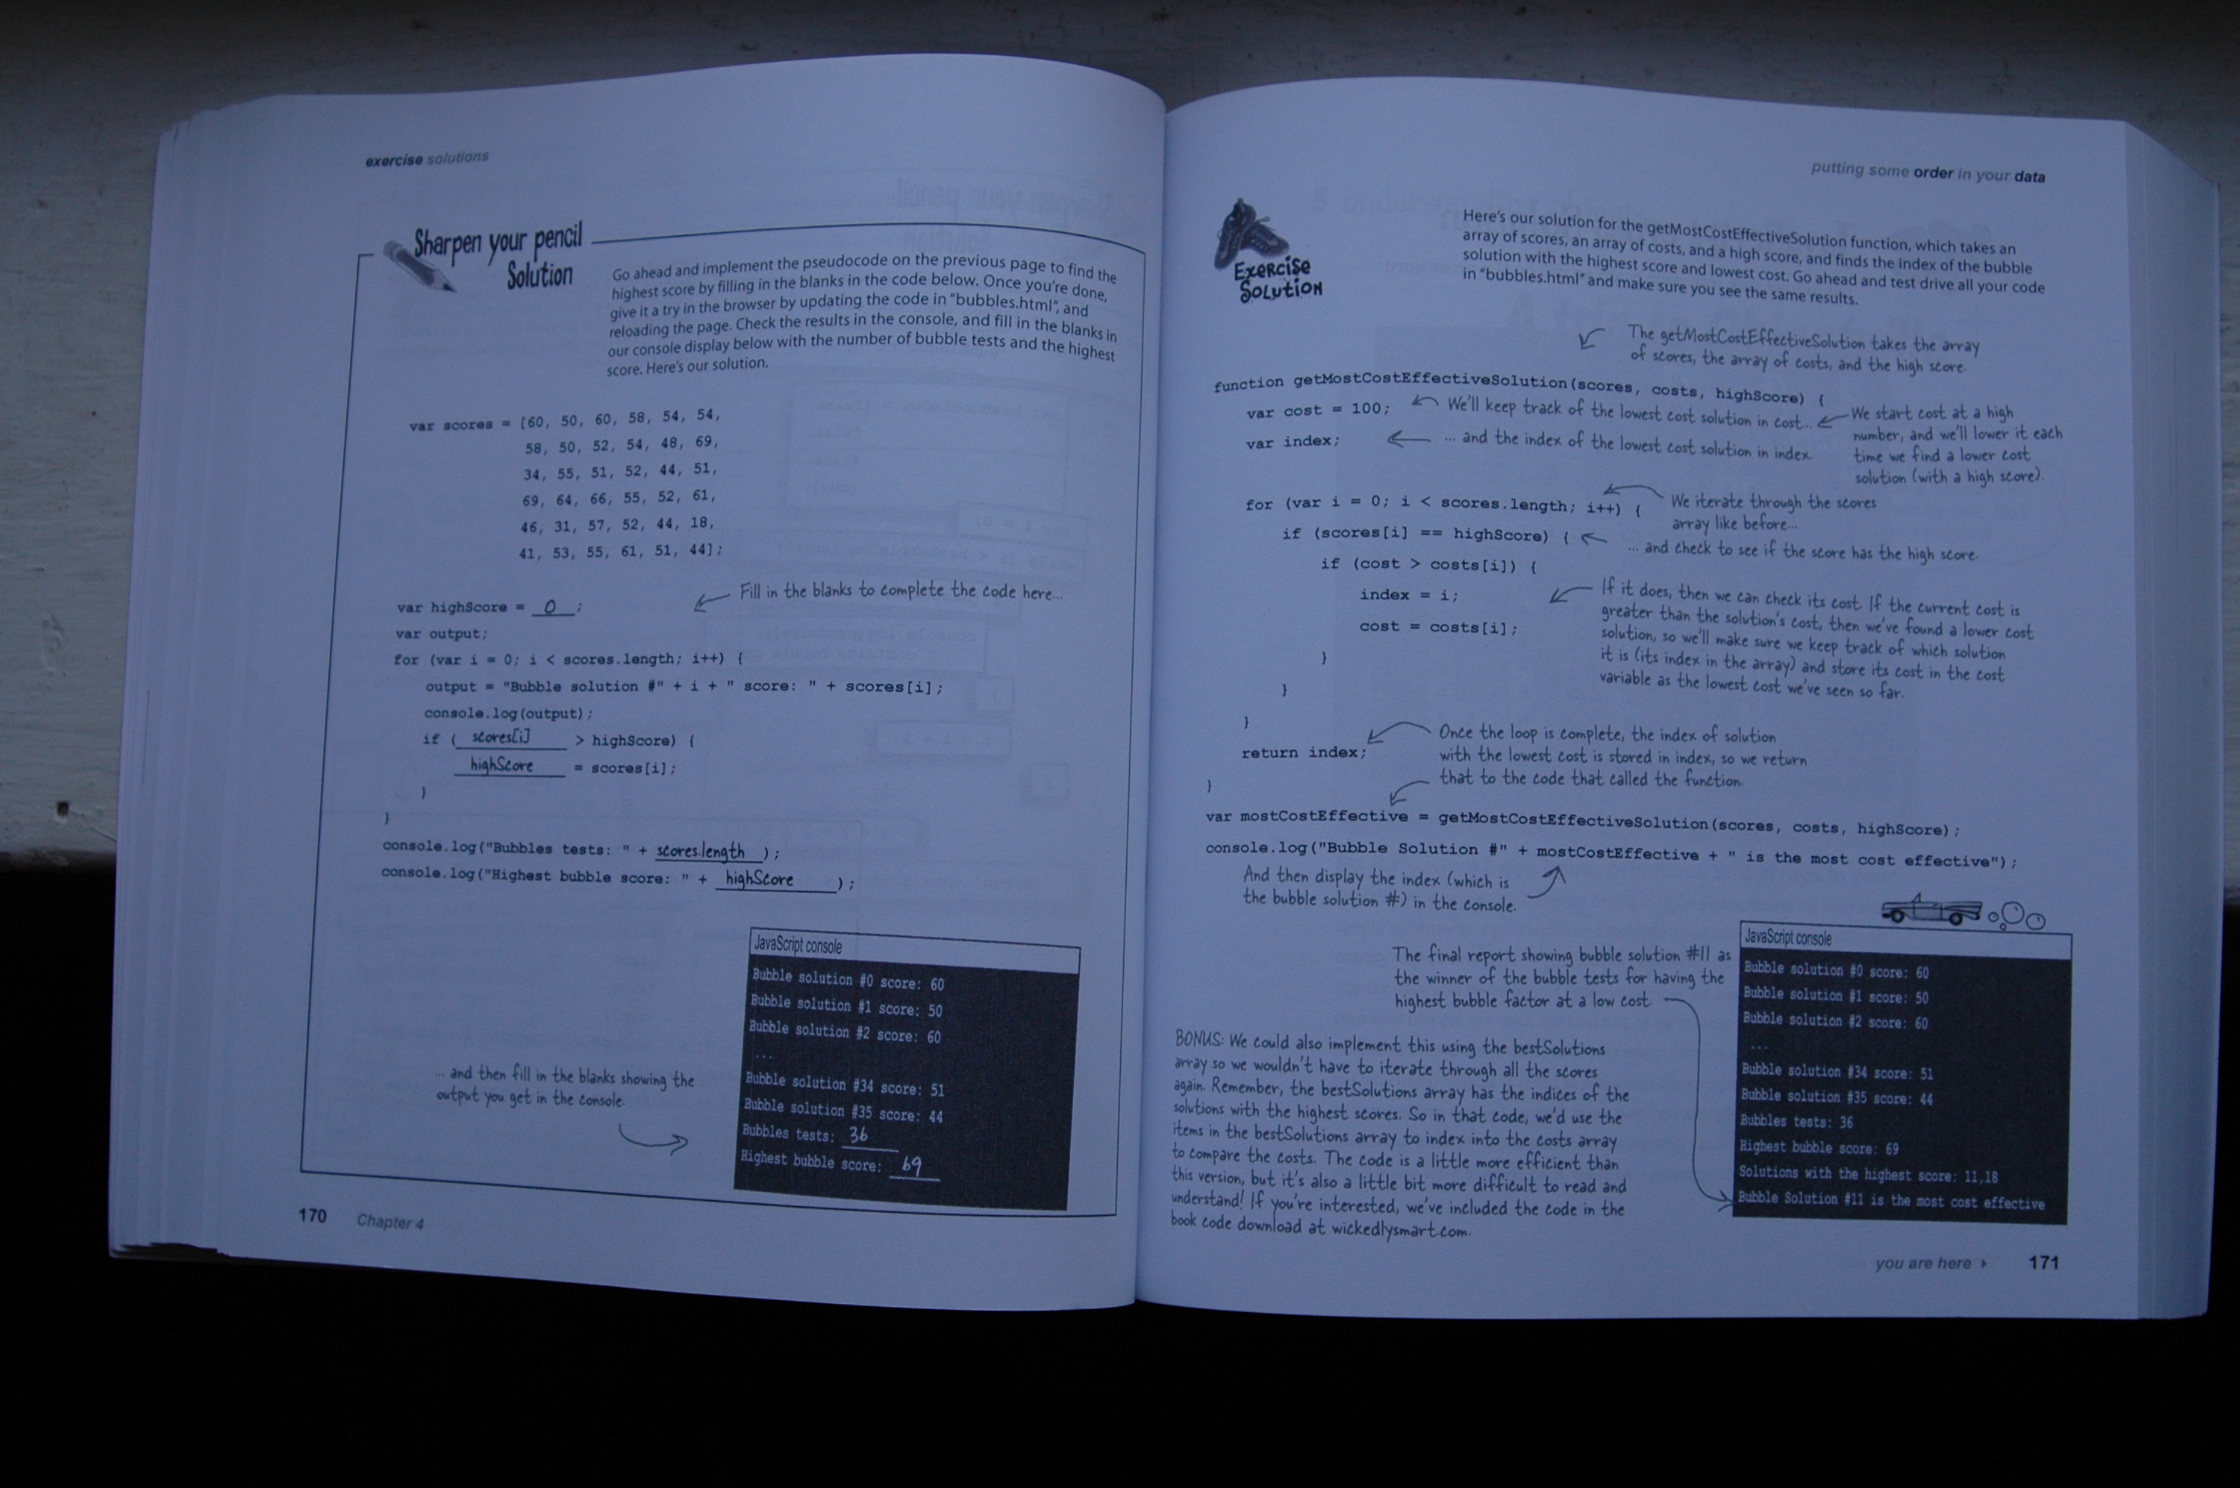 exercise solutions
Sharpen your pencil
Solution
Go ahead and implement the pseudocode on the previous page to find the
highest score by filling in the blanks in the code below. Once you're done,
give it a try in the browser by updating the code in "bubbles.html", and
reloading the page. Check the results in the console, and fill in the blanks in
our console display below with the number of bubble tests and the highest
score. Here's our solution.
var scores = [60, 50, 60, 58, 54, 54,
58, 50, 52, 54, 48, 69,
34, 55, 51, 52, 44, 51,
69, 64, 66, 55, 52, 61,
46, 31, 57, 52, 44, 18,
41, 53, 55, 61, 51, 44];
Fill in the blanks to complete the code here...
var highScore = 0;
var output;
for (var i = 0; i < scores.length; i++) {
output = "Bubble solution #" + i + " score: " + scores[i];
console.log(output);
if (scores[i] > highScore) {
highScore = scores[i];
}
}
console.log("Bubbles tests: " + scores.length);
console.log("Highest bubble score: " + highScore);
JavaScript console
Bubble solution #0 score: 60
Bubble solution #1 score: 50
Bubble solution #2 score: 60
...
Bubble solution #34 score: 51
Bubble solution #35 score: 44
Bubbles tests: 36
Highest bubble score: 69
... and then fill in the blanks showing the
output you get in the console.
170 Chapter 4
putting some order in your data
Exercise
Solution
Here's our solution for the getMostCostEffectiveSolution function, which takes an
array of scores, an array of costs, and a high score, and finds the index of the bubble
solution with the highest score and lowest cost. Go ahead and test drive all your code
in "bubbles.html" and make sure you see the same results.
The getMostCostEffectiveSolution takes the array
of scores, the array of costs, and the high score.
function getMostCostEffectiveSolution(scores, costs, highScore) {
var cost = 100;
We'll keep track of the lowest cost solution in cost...
var index;
... and the index of the lowest cost solution in index.
We start cost at a high
number, and we'll lower it each
time we find a lower cost
solution (with a high score).
for (var i = 0; i < scores.length; i++) {
We iterate through the scores
array like before...
if (scores[i] == highScore) {
... and check to see if the score has the high score.
if (cost > costs[i]) {
index = i;
cost = costs[i];
}
}
}
If it does, then we can check its cost. If the current cost is
greater than the solution's cost, then we've found a lower cost
solution, so we'll make sure we keep track of which solution
it is (its index in the array) and store its cost in the cost
variable as the lowest cost we've seen so far.
return index;
}
Once the loop is complete, the index of solution
with the lowest cost is stored in index, so we return
that to the code that called the function.
var mostCostEffective = getMostCostEffectiveSolution(scores, costs, highScore);
console.log("Bubble Solution #" + mostCostEffective + " is the most cost effective");
And then display the index (which is
the bubble solution #) in the console.
The final report showing bubble solution #11 as
the winner of the bubble tests for having the
highest bubble factor at a low cost.
BONUS: We could also implement this using the bestSolutions
array so we wouldn't have to iterate through all the scores
again. Remember, the bestSolutions array has the indices of the
solutions with the highest scores. So in that code, we'd use the
items in the bestSolutions array to index into the costs array
to compare the costs. The code is a little more efficient than
this version, but it's also a little bit more difficult to read and
understand! If you're interested, we've included the code in the
book code download at wickedlysmart.com.
JavaScript console
Bubble solution #0 score: 60
Bubble solution #1 score: 50
Bubble solution #2 score: 60
...
Bubble solution #34 score: 51
Bubble solution #35 score: 44
Bubbles tests: 36
Highest bubble score: 69
Solutions with the highest score: 11,18
Bubble Solution #11 is the most cost effective
you are here 171